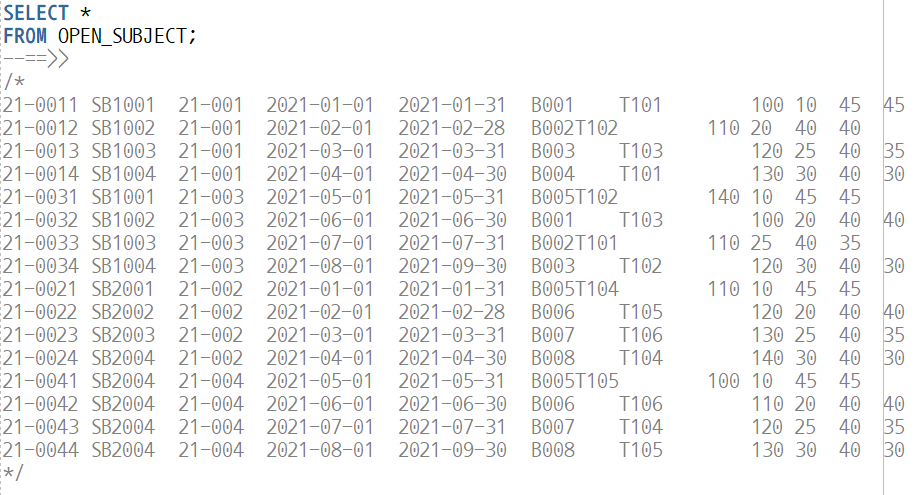 SELECT *
FROM OPEN_SUBJECT;
--==>>
/*
21-0011 SB1001 21-001 2021-01-01 2021-01-31 B001 T101 100 10 45 45
21-0012 SB1002 21-001 2021-02-01 2021-02-28 B002T102 110 20 40 40
21-0013 SB1003 21-001 2021-03-01 2021-03-31 B003 T103 120 25 40 35
21-0014 SB1004 21-001 2021-04-01 2021-04-30 B004 T101 130 30 40 30
21-0031 SB1001 21-003 2021-05-01 2021-05-31 B005T102 140 10 45 45
21-0032 SB1002 21-003 2021-06-01 2021-06-30 B001 T103 100 20 40 40
21-0033 SB1003 21-003 2021-07-01 2021-07-31 B002T101 110 25 40 35
21-0034 SB1004 21-003 2021-08-01 2021-09-30 B003 T102 120 30 40 30
21-0021 SB2001 21-002 2021-01-01 2021-01-31 B005T104 110 10 45 45
21-0022 SB2002 21-002 2021-02-01 2021-02-28 B006 T105 120 20 40 40
21-0023 SB2003 21-002 2021-03-01 2021-03-31 B007 T106 130 25 40 35
21-0024 SB2004 21-002 2021-04-01 2021-04-30 B008 T104 140 30 40 30
21-0041 SB2004 21-004 2021-05-01 2021-05-31 B005T105 100 10 45 45
21-0042 SB2004 21-004 2021-06-01 2021-06-30 B006 T106 110 20 40 40
21-0043 SB2004 21-004 2021-07-01 2021-07-31 B007 T104 120 25 40 35
21-0044 SB2004 21-004 2021-08-01 2021-09-30 B008 T105 130 30 40 30
*/